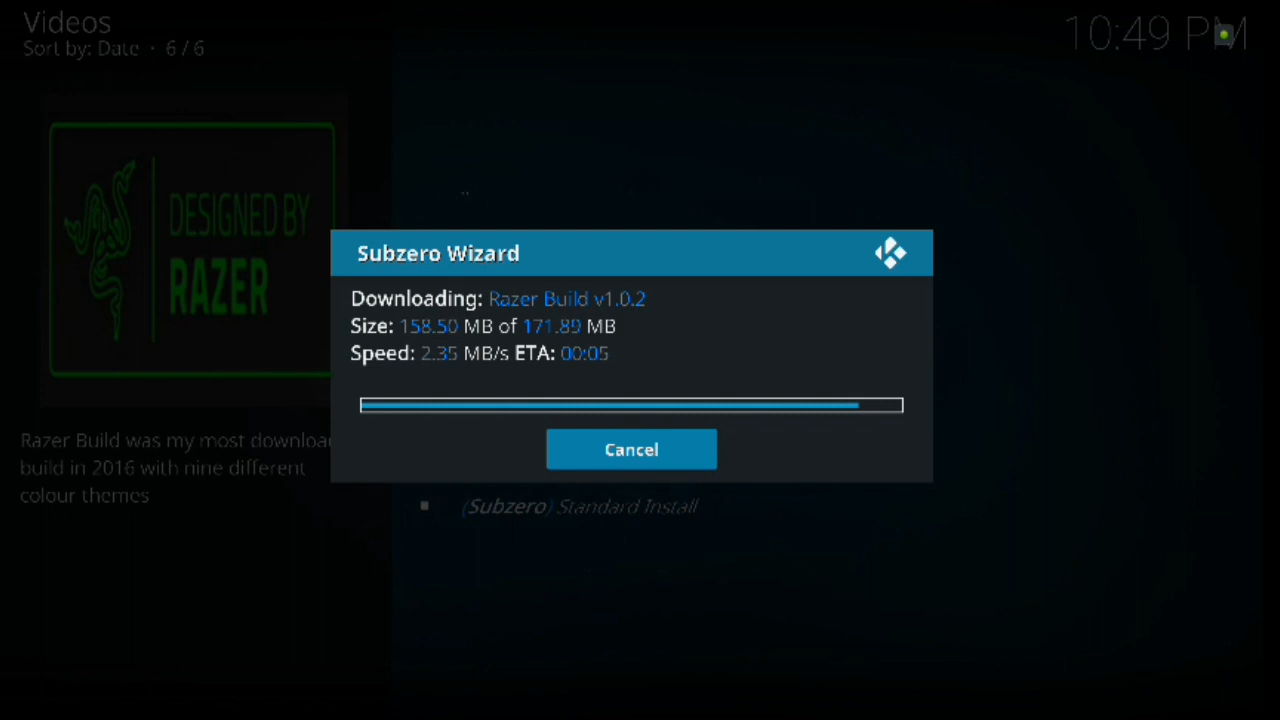 Videos
Sort by: Date · 6 / 6
10:49 PM
DESIGNED BY
RAZER
..
Subzero Wizard
Downloading: Razer Build v1.0.2
Size: 158.50 MB of 171.89 MB
Speed: 2.35 MB/s ETA: 00:05
Cancel
Razer Build was my most
build in 2016 with nine different
colour themes
(Subzero) Standard Install